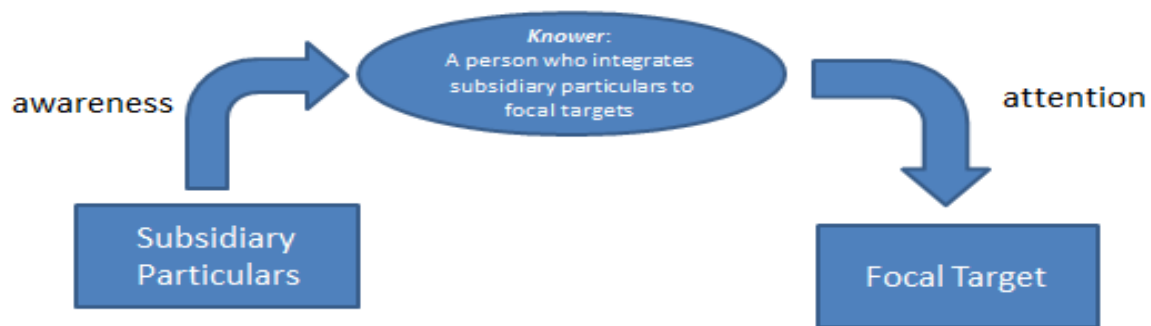 Knower:
A person who integrates
subsidiary particulars to
focal targets
awareness
attention
Subsidiary
Particulars
Focal Target